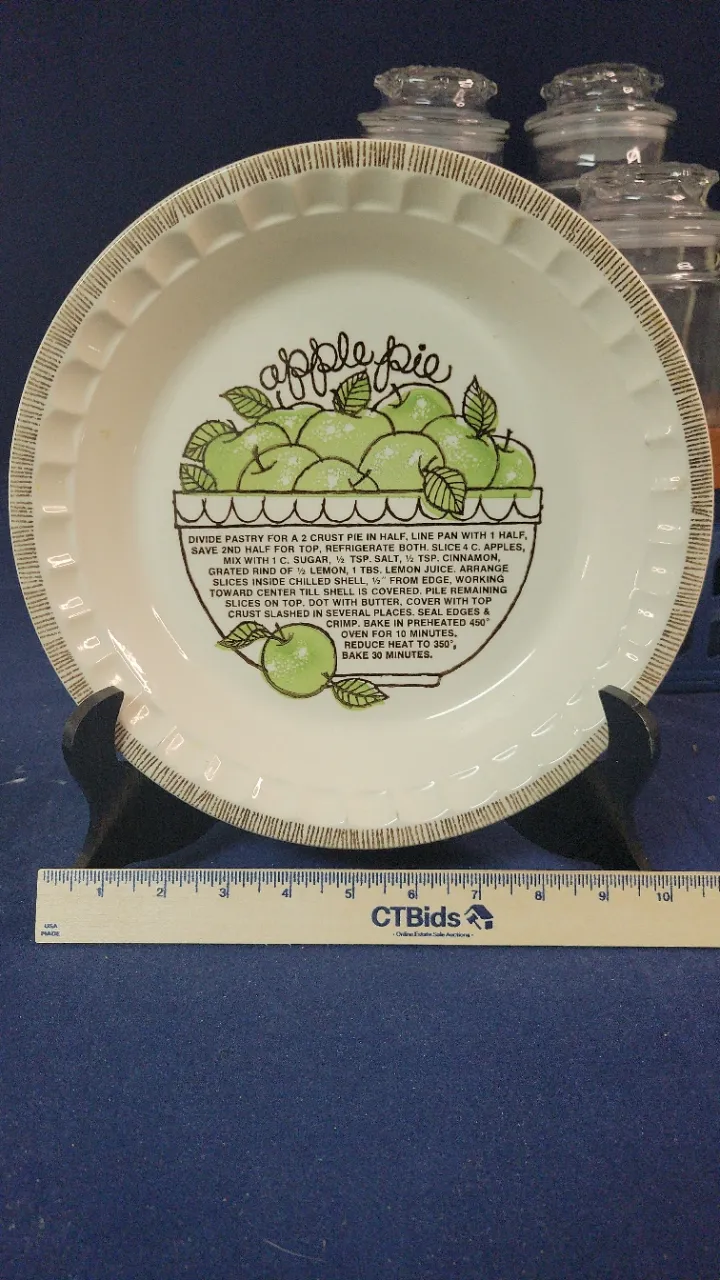 apple pie
DIVIDE PASTRY FOR A 2 CRUST PIE IN HALF, LINE PAN WITH 1 HALF,
SAVE 2ND HALF FOR TOP, REFRIGERATE BOTH. SLICE 4 C. APPLES,
MIX WITH 1 C. SUGAR, ½ TSP. SALT, ½ TSP. CINNAMON,
GRATED RIND OF ½ LEMON, 1 TBS. LEMON JUICE. ARRANGE
SLICES INSIDE CHILLED SHELL, ½" FROM EDGE, WORKING
TOWARD CENTER TILL SHELL IS COVERED. PILE REMAINING
SLICES ON TOP. DOT WITH BUTTER, COVER WITH TOP
CRUST SLASHED IN SEVERAL PLACES. SEAL EDGES &
CRIMP. BAKE IN PREHEATED 450°
OVEN FOR 10 MINUTES.
REDUCE HEAT TO 350°,
BAKE 30 MINUTES.
1 2 3 4 5 6 7 8 9 10
CTBids
- Online Estate Sale Auctions -
USA
MADE